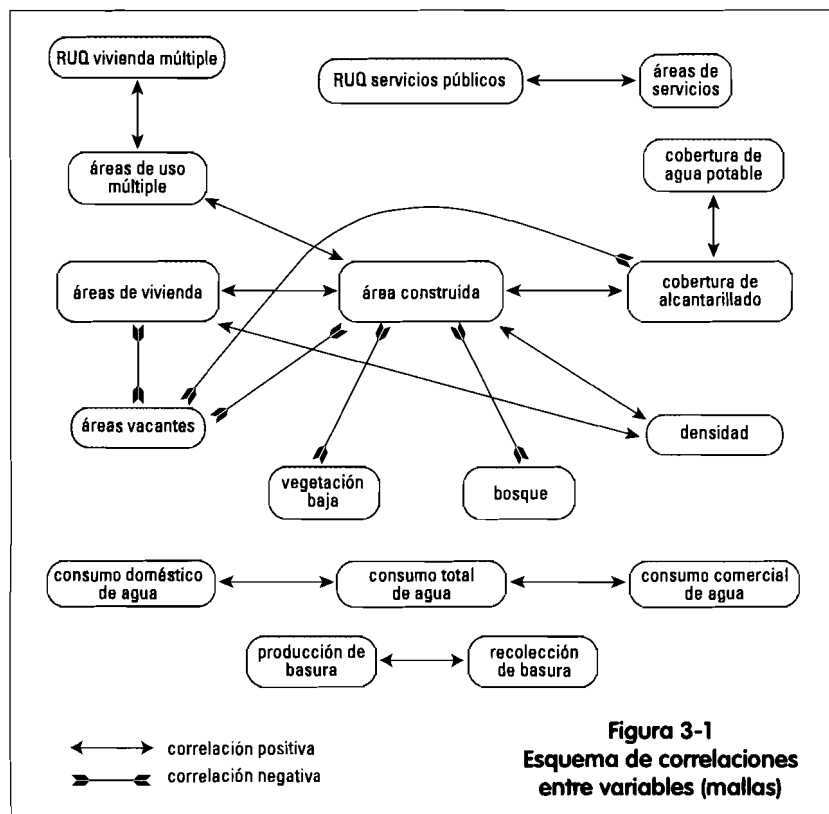 RUQ vivienda múltiple
RUQ servicios públicos
áreas de
servicios
áreas de uso
múltiple
cobertura de
agua potable
áreas de vivienda
área construida
cobertura de
alcantarillado
áreas vacantes
densidad
vegetación
baja
bosque
consumo doméstico
de agua
consumo total
de agua
consumo comercial
de agua
producción de
basura
recolección
de basura
correlación positiva
correlación negativa
Figura 3-1
Esquema de correlaciones
entre variables (mallas)